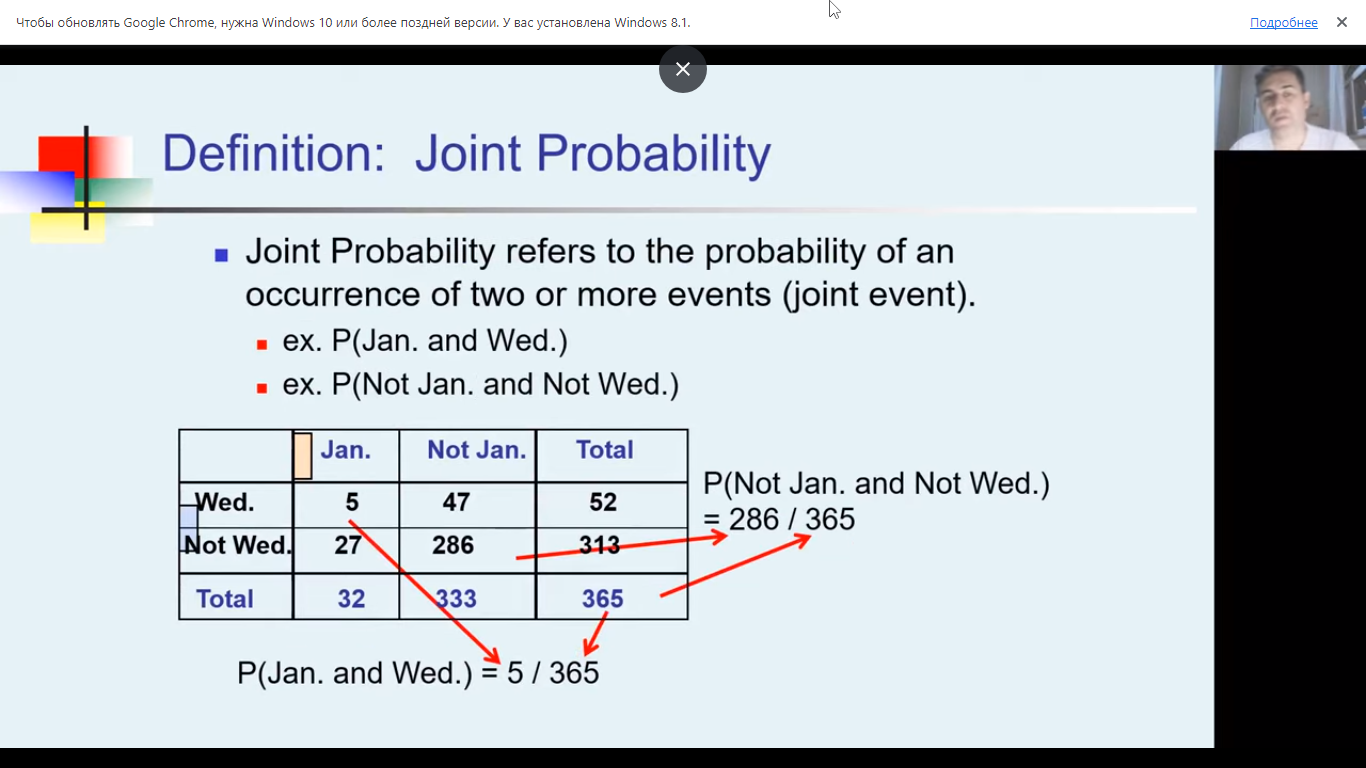 Чтобы обновлять Google Chrome, нужна Windows 10 или более поздней версии. У вас установлена Windows 8.1.
Подробнее
Definition: Joint Probability
Joint Probability refers to the probability of an
occurrence of two or more events (joint event).
ex. P(Jan. and Wed.)
ex. P(Not Jan. and Not Wed.)
Jan. Not Jan. Total
Wed. 5 47 52
Not Wed. 27 286 313
Total 32 333 365
P(Not Jan. and Not Wed.)
= 286 / 365
P(Jan. and Wed.) = 5 / 365